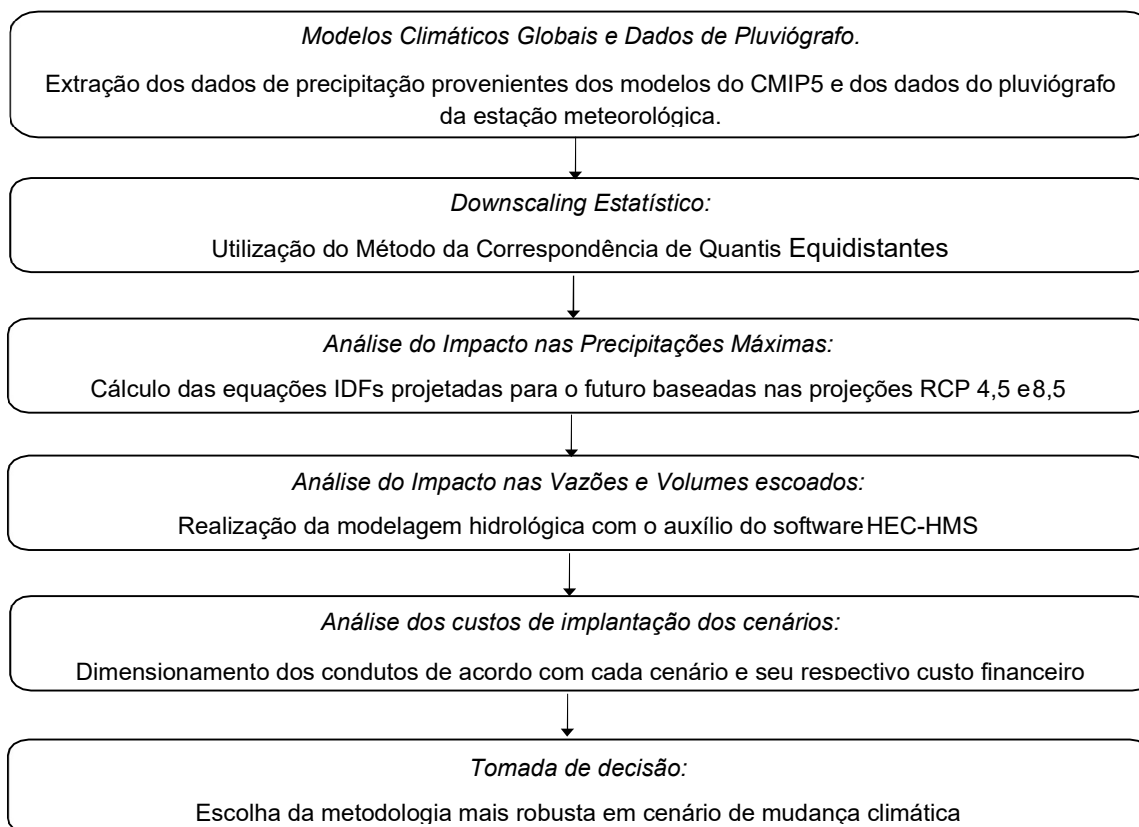 Modelos Climáticos Globais e Dados de Pluviógrafo.
Extração dos dados de precipitação provenientes dos modelos do CMIP5 e dos dados do pluviógrafo
da estação meteorológica.
Downscaling Estatístico:
Utilização do Método da Correspondência de Quantis Equidistantes
Análise do Impacto nas Precipitações Máximas:
Cálculo das equações IDFs projetadas para o futuro baseadas nas projeções RCP 4,5 e8,5
Análise do Impacto nas Vazões e Volumes escoados:
Realização da modelagem hidrológica com o auxílio do software HEC-HMS
Análise dos custos de implantação dos cenários:
Dimensionamento dos condutos de acordo com cada cenário e seu respectivo custo financeiro
Tomada de decisão:
Escolha da metodologia mais robusta em cenário de mudança climática